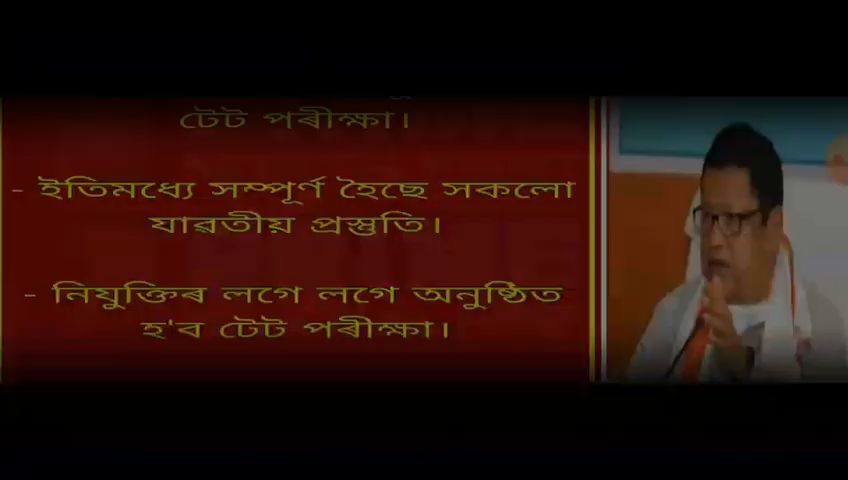 টেট পৰীক্ষা।
- ইতিমধ্যে সম্পূৰ্ণ হৈছে সকলো
যাৱতীয় প্ৰস্তুতি।
- নিযুক্তিৰ লগে লগে অনুষ্ঠিত
হ'ব টেট পৰীক্ষা।